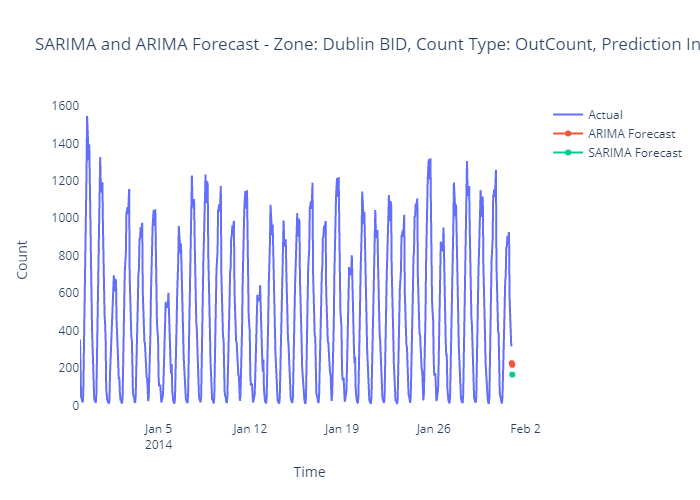 SARIMA and ARIMA Forecast - Zone: Dublin BID, Count Type: OutCount, Prediction In
Actual
ARIMA Forecast
SARIMA Forecast
Count
1600
1400
1200
1000
800
600
400
200
0
Jan 5
2014
Jan 12
Jan 19
Jan 26
Feb 2
Time